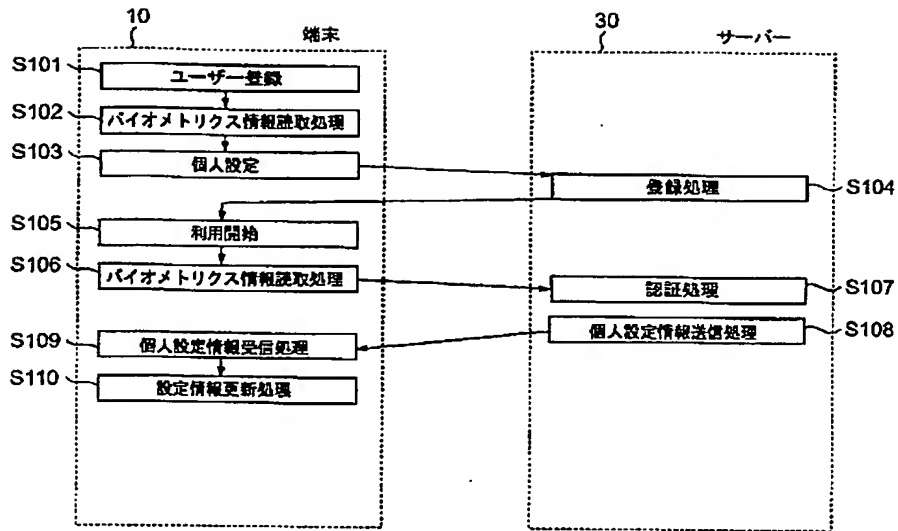 10
端末
30
サーバー
S101
ユーザー登録
S102
バイオメトリクス情報読取処理
S103
個人設定
登録処理
S104
S105
利用開始
S106
バイオメトリクス情報読取処理
認証処理
S107
個人設定情報送信処理
S108
S109
個人設定情報受信処理
S110
設定情報更新処理